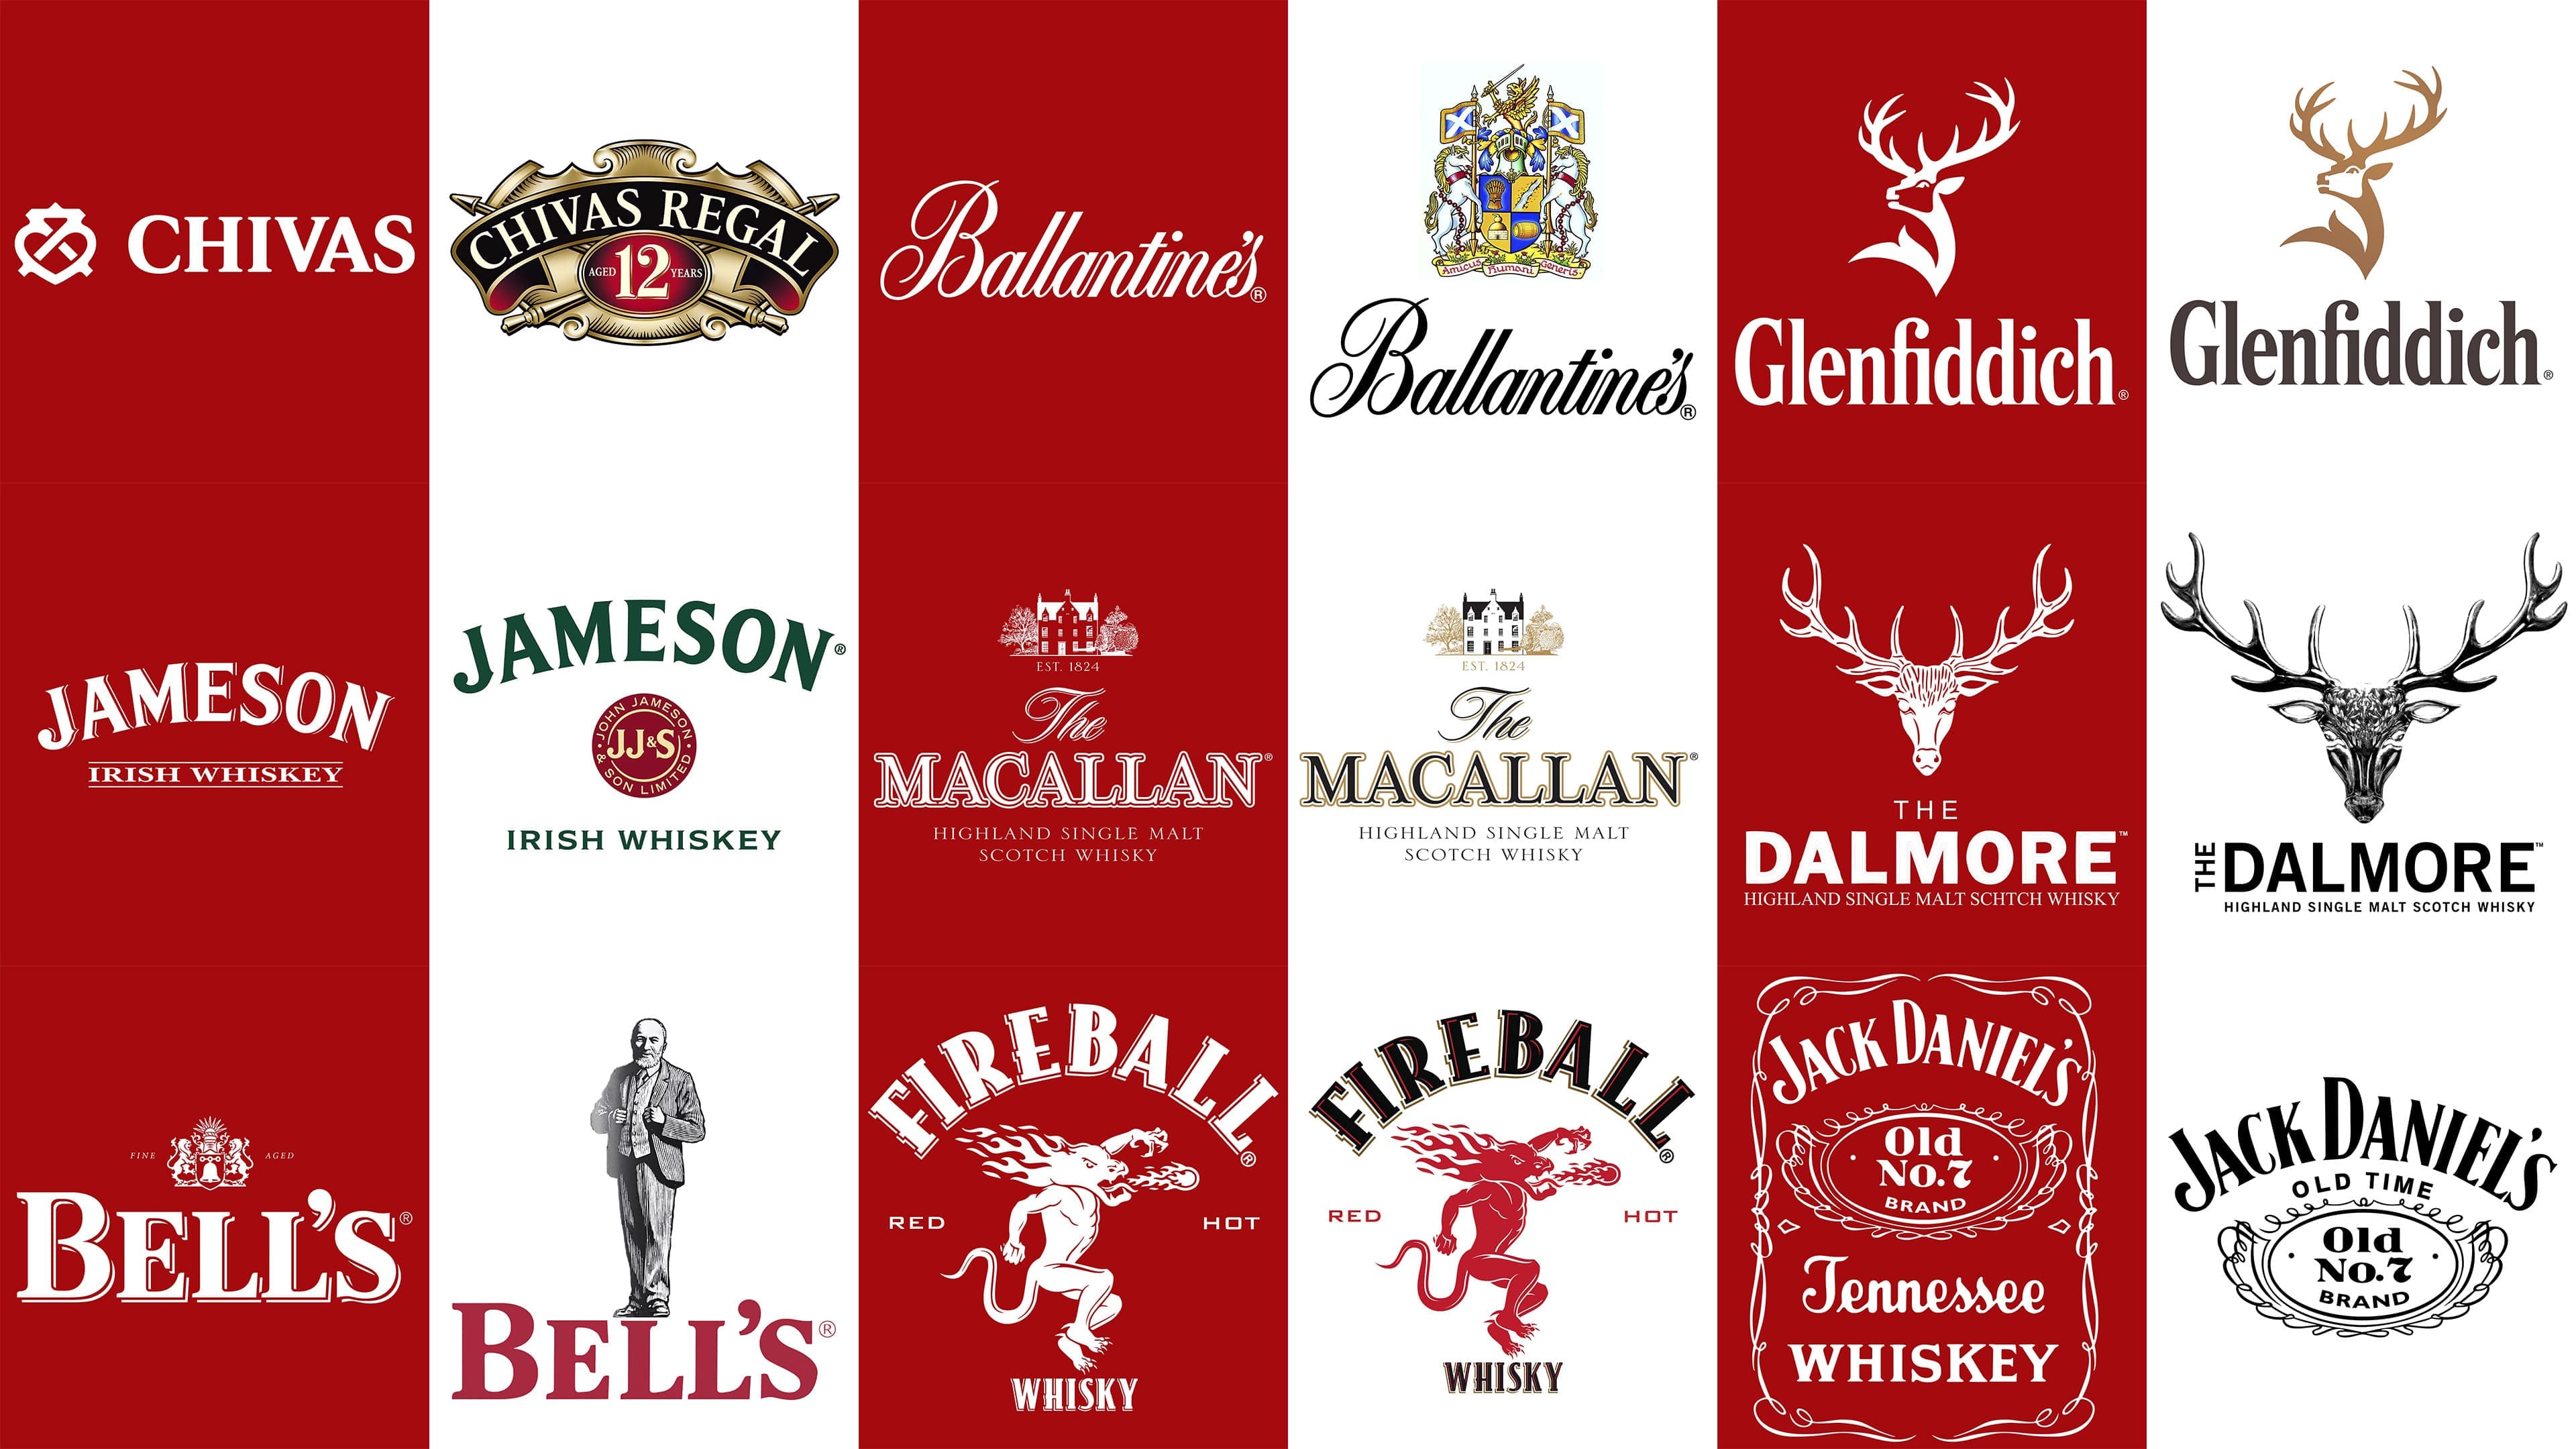 CHIVAS
CHIVAS REGAL
AGED 12 YEARS
Ballantine's®
Amicus Humani Generis
Ballantine's®
Glenfiddich®
Glenfiddich®
JAMESON
IRISH WHISKEY
JAMESON®
JOHN JAMESON
JJ&S
& SON LIMITED
IRISH WHISKEY
EST. 1824
The
MACALLAN®
HIGHLAND SINGLE MALT
SCOTCH WHISKY
EST. 1824
The
MACALLAN®
HIGHLAND SINGLE MALT
SCOTCH WHISKY
THE
DALMORE™
HIGHLAND SINGLE MALT SCHTCH WHISKY
THE DALMORE™
HIGHLAND SINGLE MALT SCOTCH WHISKY
FINE AGED
BELL'S®
BELL'S®
FIREBALL®
RED HOT
WHISKY
FIREBALL®
RED HOT
WHISKY
JACK DANIEL'S
Old
No.7
BRAND
Tennessee
WHISKEY
JACK DANIEL'S
OLD TIME
Old
No.7
BRAND